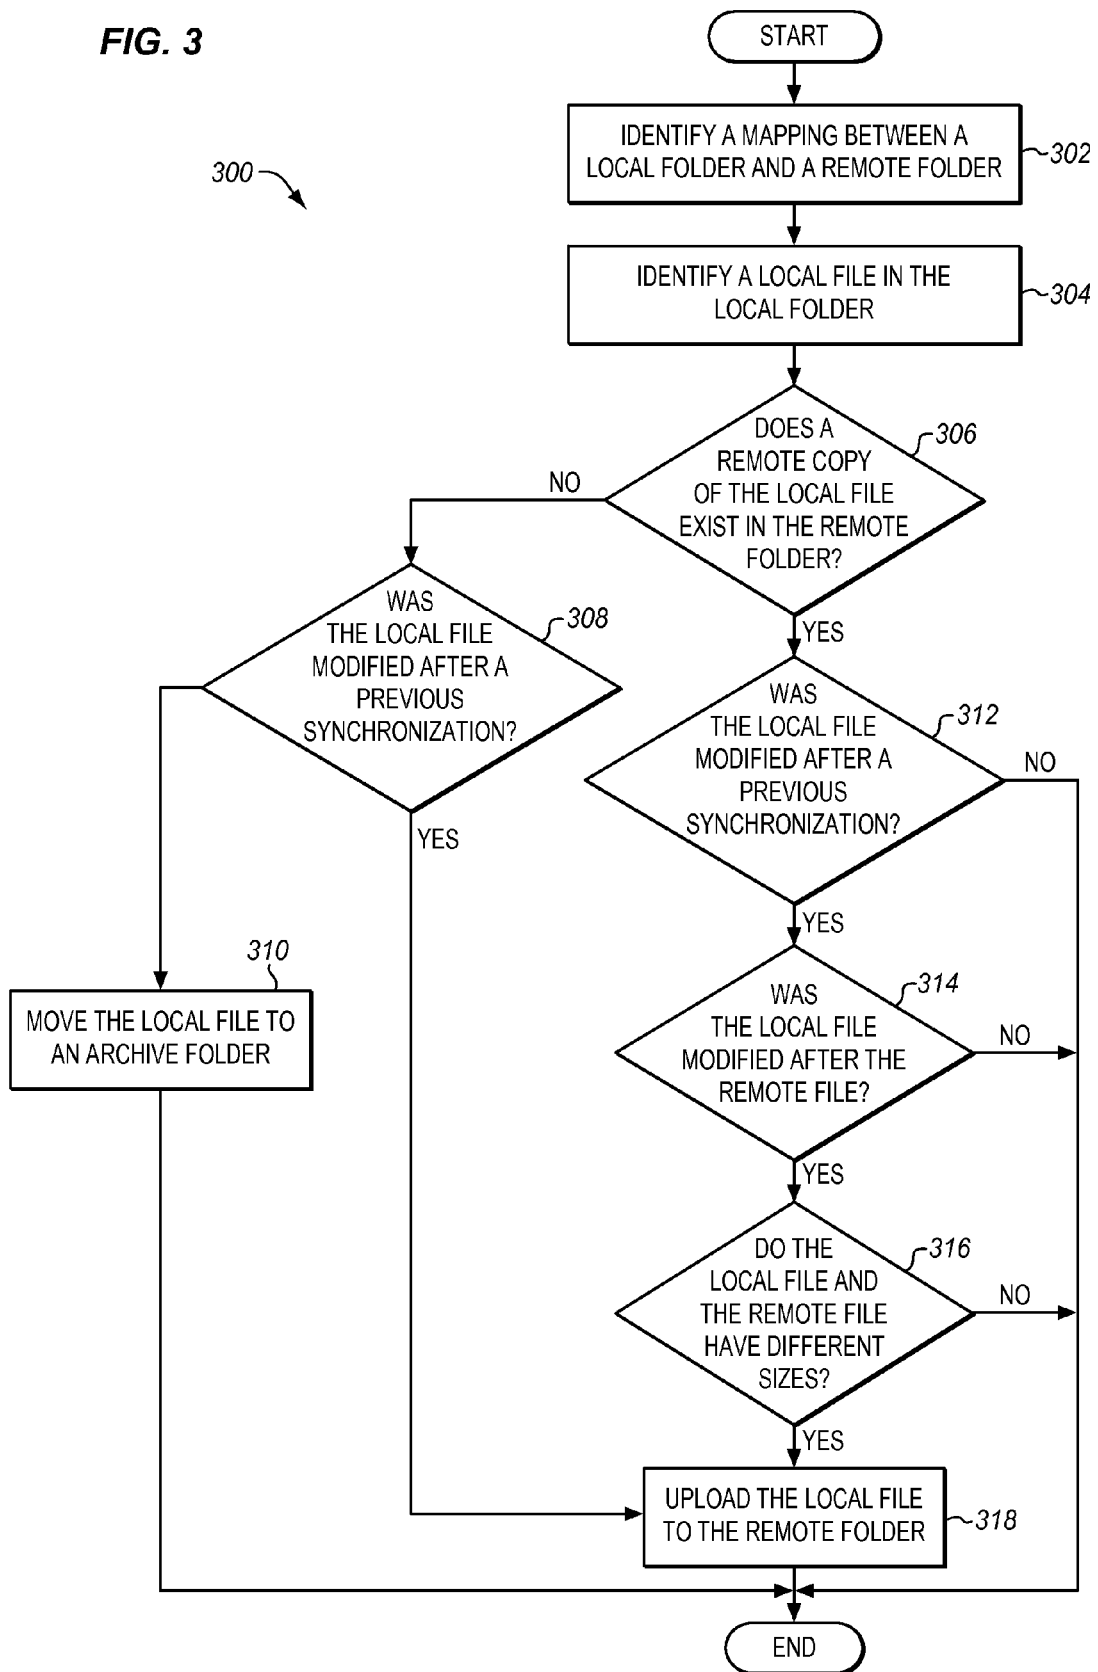 FIG. 3
START
300
IDENTIFY A MAPPING BETWEEN A
LOCAL FOLDER AND A REMOTE FOLDER
302
IDENTIFY A LOCAL FILE IN THE
LOCAL FOLDER
304
DOES A
REMOTE COPY
OF THE LOCAL FILE
EXIST IN THE REMOTE
FOLDER?
306
NO
YES
WAS
THE LOCAL FILE
MODIFIED AFTER A
PREVIOUS
SYNCHRONIZATION?
308
YES
WAS
THE LOCAL FILE
MODIFIED AFTER A
PREVIOUS
SYNCHRONIZATION?
312
NO
YES
310
MOVE THE LOCAL FILE TO
AN ARCHIVE FOLDER
WAS
THE LOCAL FILE
MODIFIED AFTER THE
REMOTE FILE?
314
NO
YES
DO THE
LOCAL FILE AND
THE REMOTE FILE
HAVE DIFFERENT
SIZES?
316
NO
YES
UPLOAD THE LOCAL FILE
TO THE REMOTE FOLDER
318
END